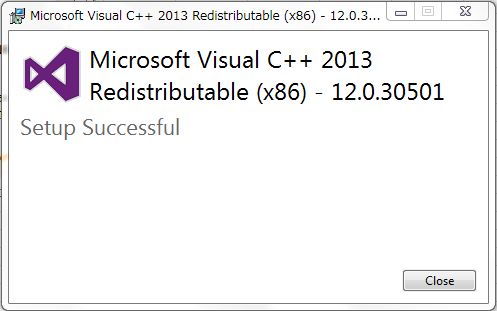 Microsoft Visual C++ 2013 Redistributable (x86) - 12.0.3...
Microsoft Visual C++ 2013
Redistributable (x86) - 12.0.30501
Setup Successful
Close